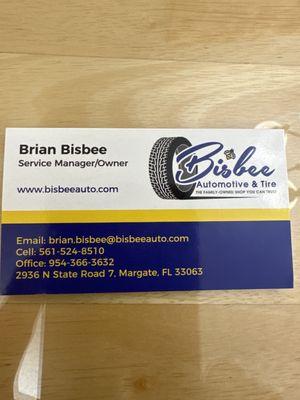 Brian Bisbee
Service Manager/Owner
www.bisbeeauto.com
Bisbee
Automotive & Tire
THE FAMILY-OWNED SHOP YOU CAN TRUST
Email: brian.bisbee@bisbeeauto.com
Cell: 561-524-8510
Office: 954-366-3632
2936 N State Road 7, Margate, FL 33063